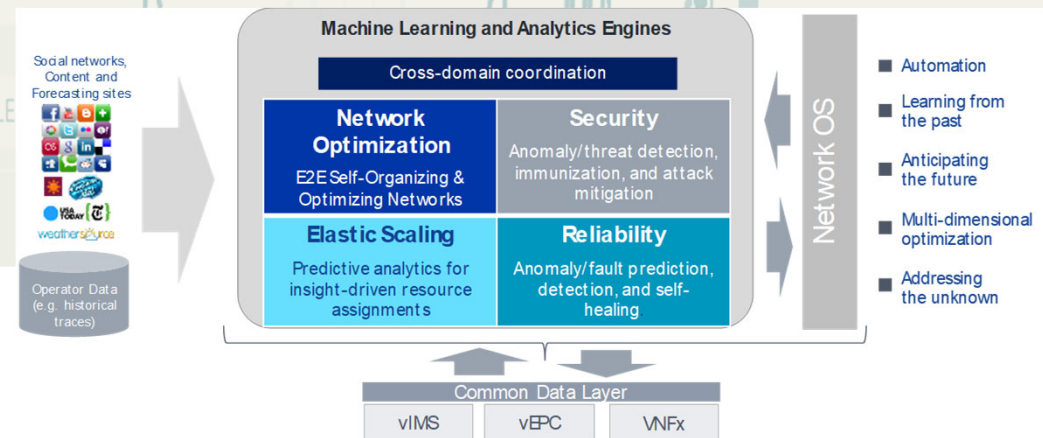 Machine Learning and Analytics Engines
Cross-domain coordination
Network
Optimization
E2E Self-Organizing &
Optimizing Networks
Security
Anomaly/threat detection,
immunization, and attack
mitigation
Elastic Scaling
Predictive analytics for
insight-driven resource
assignments
Reliability
Anomaly/fault prediction,
detection, and self-
healing
Social networks,
Content and
Forecasting sites
USA
TODAY
weathersource
Operator Data
(e.g. historical
traces)
Network OS
Automation
Learning from
the past
Anticipating
the future
Multi-dimensional
optimization
Addressing
the unknown
Common Data Layer
vIMS
vEPC
VNFx